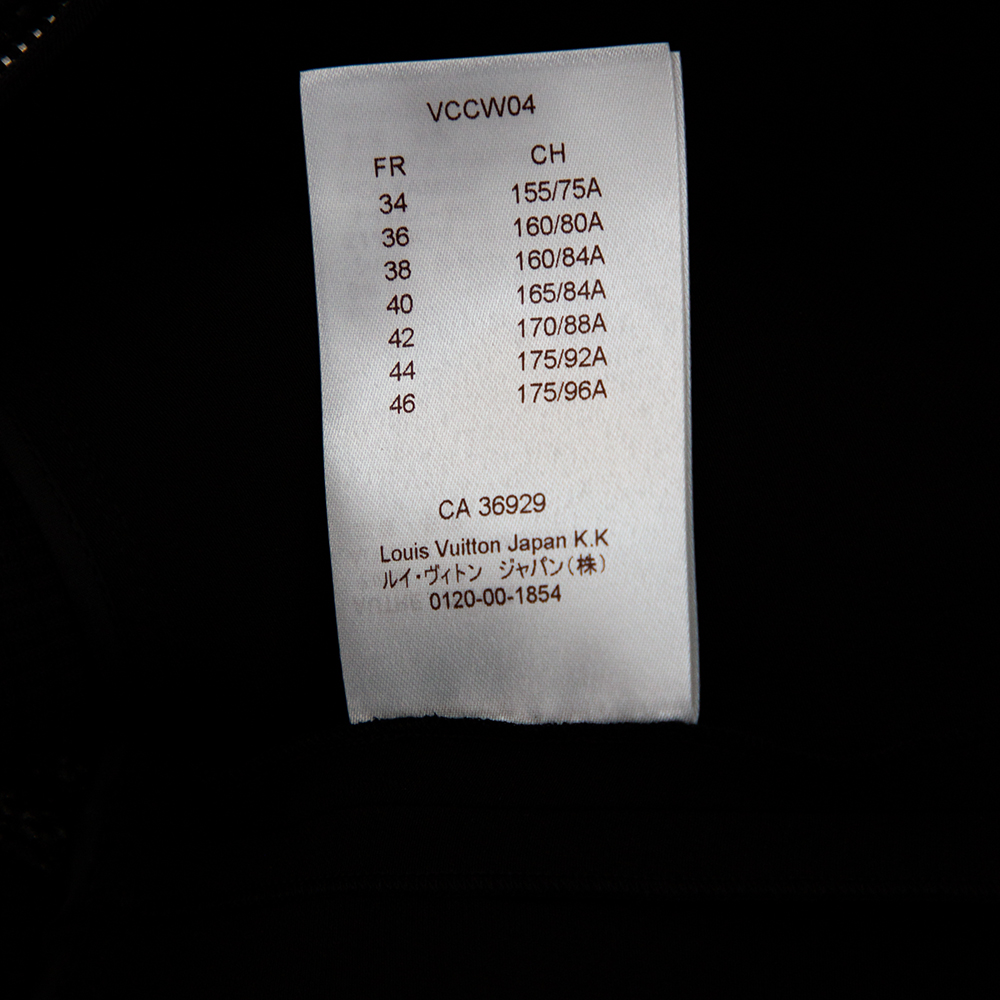 VCCW04
FR CH
34 155/75A
36 160/80A
38 160/84A
40 165/84A
42 170/88A
44 175/92A
46 175/96A
CA 36929
Louis Vuitton Japan K.K
ルイ・ヴィトン ジャパン(株)
0120-00-1854